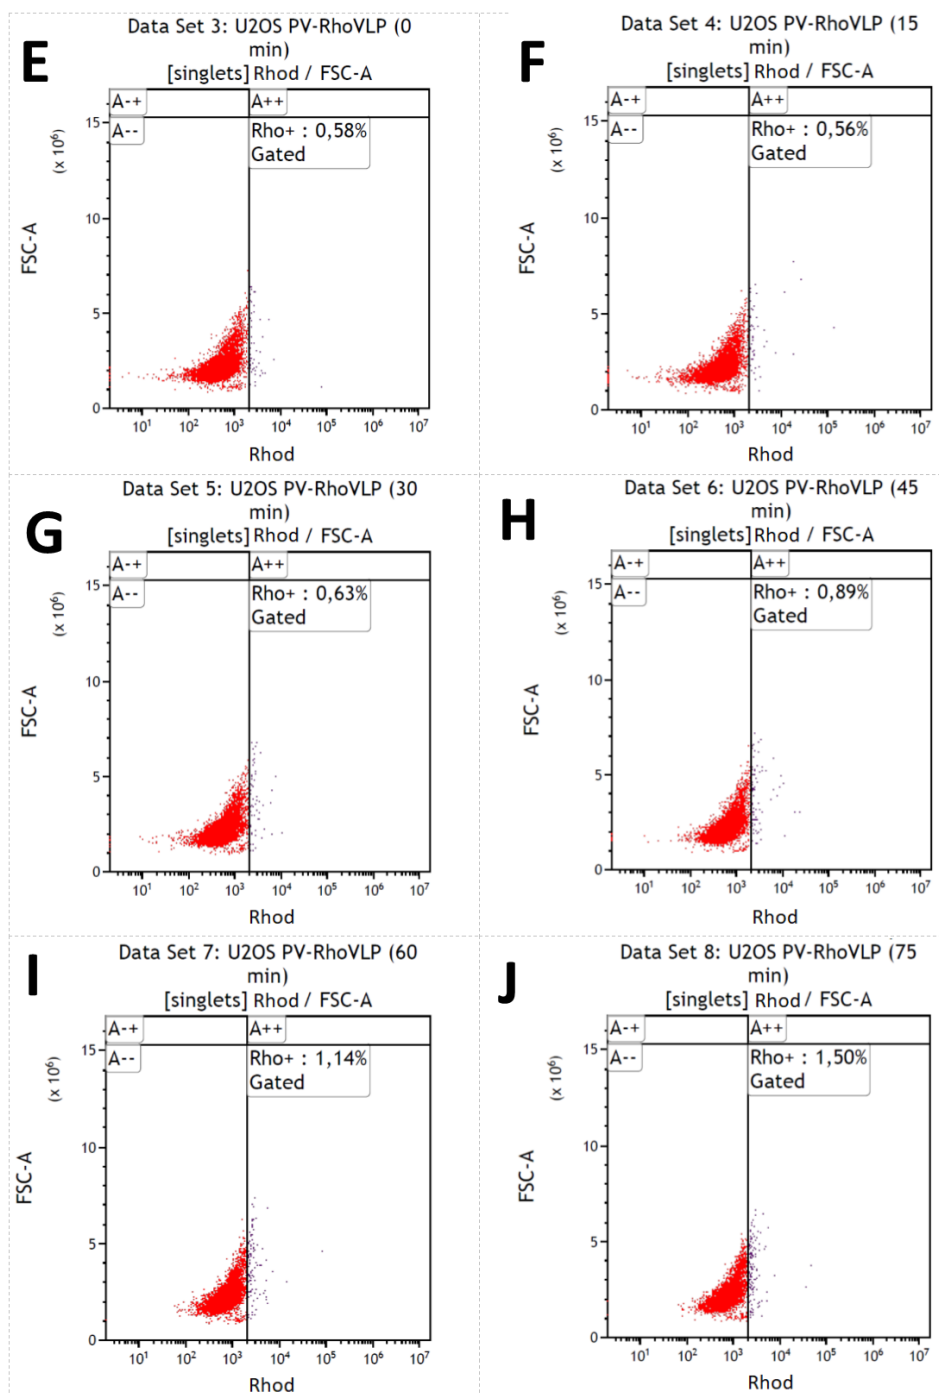 E
Data Set 3: U2OS PV-RhoVLP (0
min)
[singlets] Rhod / FSC-A
A-+
A++
A--
Rho+ : 0,58%
Gated
(x 10⁶)
FSC-A
15
10
5
0
10¹ 10² 10³ 10⁴ 10⁵ 10⁶ 10⁷
Rhod
F
Data Set 4: U2OS PV-RhoVLP (15
min)
[singlets] Rhod / FSC-A
A-+
A++
A--
Rho+ : 0,56%
Gated
(x 10⁶)
FSC-A
15
10
5
0
10¹ 10² 10³ 10⁴ 10⁵ 10⁶ 10⁷
Rhod
G
Data Set 5: U2OS PV-RhoVLP (30
min)
[singlets] Rhod / FSC-A
A-+
A++
A--
Rho+ : 0,63%
Gated
(x 10⁶)
FSC-A
15
10
5
0
10¹ 10² 10³ 10⁴ 10⁵ 10⁶ 10⁷
Rhod
H
Data Set 6: U2OS PV-RhoVLP (45
min)
[singlets] Rhod / FSC-A
A-+
A++
A--
Rho+ : 0,89%
Gated
(x 10⁶)
FSC-A
15
10
5
0
10¹ 10² 10³ 10⁴ 10⁵ 10⁶ 10⁷
Rhod
I
Data Set 7: U2OS PV-RhoVLP (60
min)
[singlets] Rhod / FSC-A
A-+
A++
A--
Rho+ : 1,14%
Gated
(x 10⁶)
FSC-A
15
10
5
0
10¹ 10² 10³ 10⁴ 10⁵ 10⁶ 10⁷
Rhod
J
Data Set 8: U2OS PV-RhoVLP (75
min)
[singlets] Rhod / FSC-A
A-+
A++
A--
Rho+ : 1,50%
Gated
(x 10⁶)
FSC-A
15
10
5
0
10¹ 10² 10³ 10⁴ 10⁵ 10⁶ 10⁷
Rhod